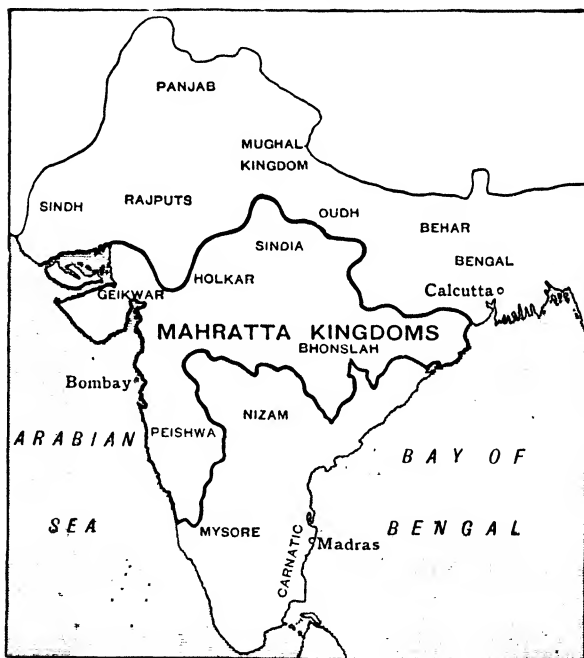 PANJAB
MUGHAL
KINGDOM
SINDH
RAJPUTS
OUDH
BEHAR
SINDIA
BENGAL
HOLKAR
GEIKWAR
Calcutta
MAHRATTA KINGDOMS
BHONSLAH
Bombay
NIZAM
ARABIAN
PEISHWA
BAY OF
SEA
MYSORE
BENGAL
Madras
CARNATIC